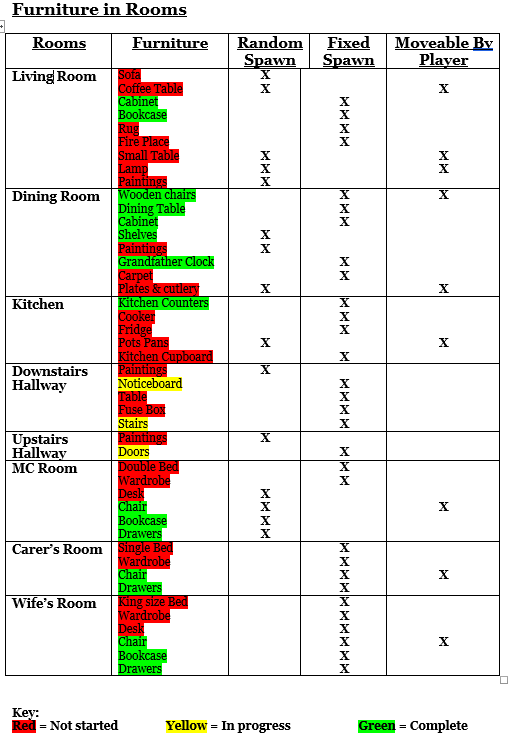 Furniture in Rooms
Rooms Furniture Random Spawn Fixed Spawn Moveable By Player
Living Room Sofa X
Coffee Table X X
Cabinet X
Bookcase X
Rug X
Fire Place X
Small Table X X
Lamp X X
Paintings X
Dining Room Wooden chairs X X
Dining Table X
Cabinet X
Shelves X
Paintings X
Grandfather Clock X
Carpet X
Plates & cutlery X X
Kitchen Kitchen Counters X
Cooker X
Fridge X
Pots Pans X X
Kitchen Cupboard X
Downstairs Hallway Paintings X
Noticeboard X
Table X
Fuse Box X
Stairs X
Upstairs Hallway Paintings X
Doors X
MC Room Double Bed X
Wardrobe X
Desk X
Chair X X
Bookcase X
Drawers X
Carer's Room Single Bed X
Wardrobe X
Chair X X
Drawers X
Wife's Room King size Bed X
Wardrobe X
Desk X
Chair X X
Bookcase X
Drawers X
Key:
Red = Not started Yellow = In progress Green = Complete